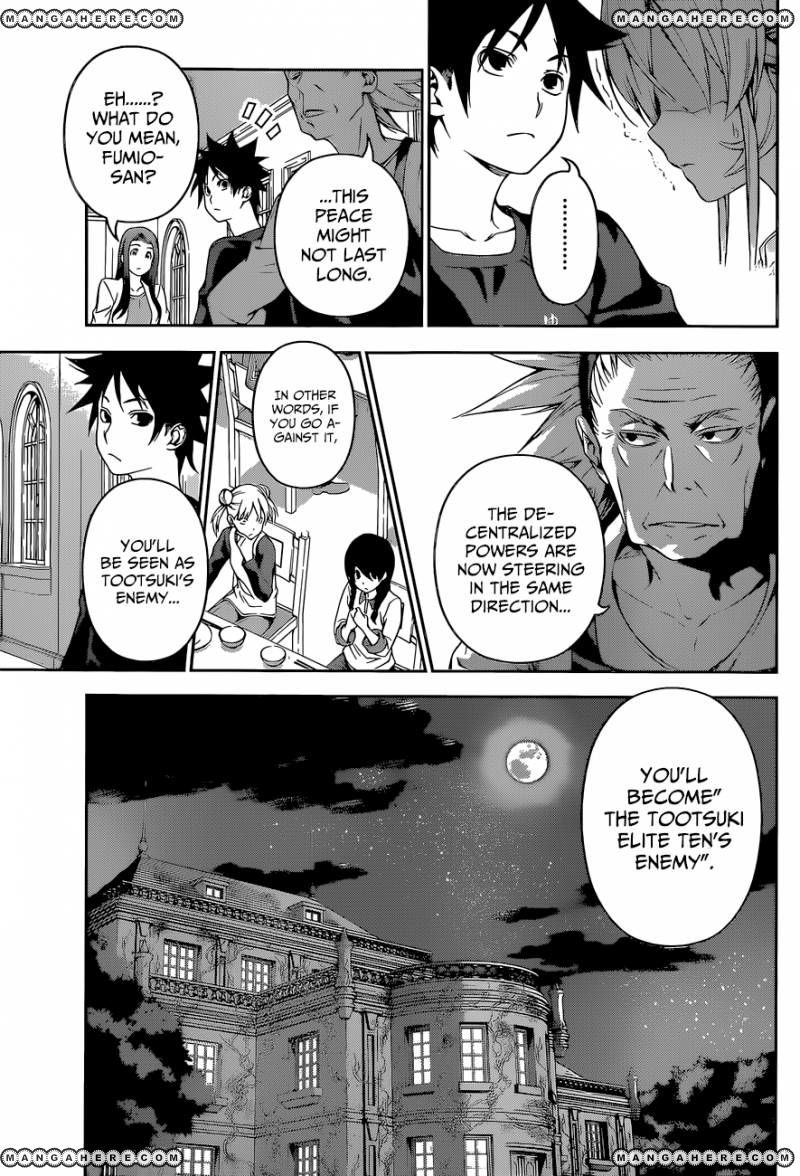 MANGAHERE.COM
MANGAHERE.COM
..........
...THIS
PEACE
MIGHT
NOT LAST
LONG.
EH......?
WHAT DO
YOU MEAN,
FUMIO-
SAN?
THE DE-
CENTRALIZED
POWERS ARE
NOW STEERING
IN THE SAME
DIRECTION...
IN OTHER
WORDS, IF
YOU GO A-
GAINST IT,
YOU'LL
BE SEEN AS
TOOTSUKI'S
ENEMY...
YOU'LL
BECOME"
THE TOOTSUKI
ELITE TEN'S
ENEMY".
MANGAHERE.COM
MANGAHERE.COM